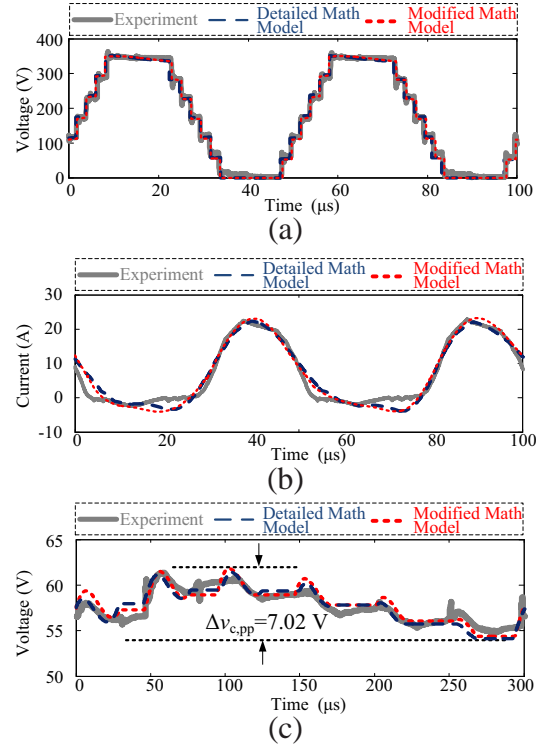 Experiment Detailed Math Model Modified Math Model
400
300
200
100
0
Voltage (V)
0 20 40 60 80 100
Time (μs)
(a)
Experiment Detailed Math Model Modified Math Model
30
20
10
0
-10
Current (A)
0 20 40 60 80 100
Time (μs)
(b)
Experiment Detailed Math Model Modified Math Model
65
60
55
50
Voltage (V)
Δvc,pp=7.02 V
0 50 100 150 200 250 300
Time (μs)
(c)